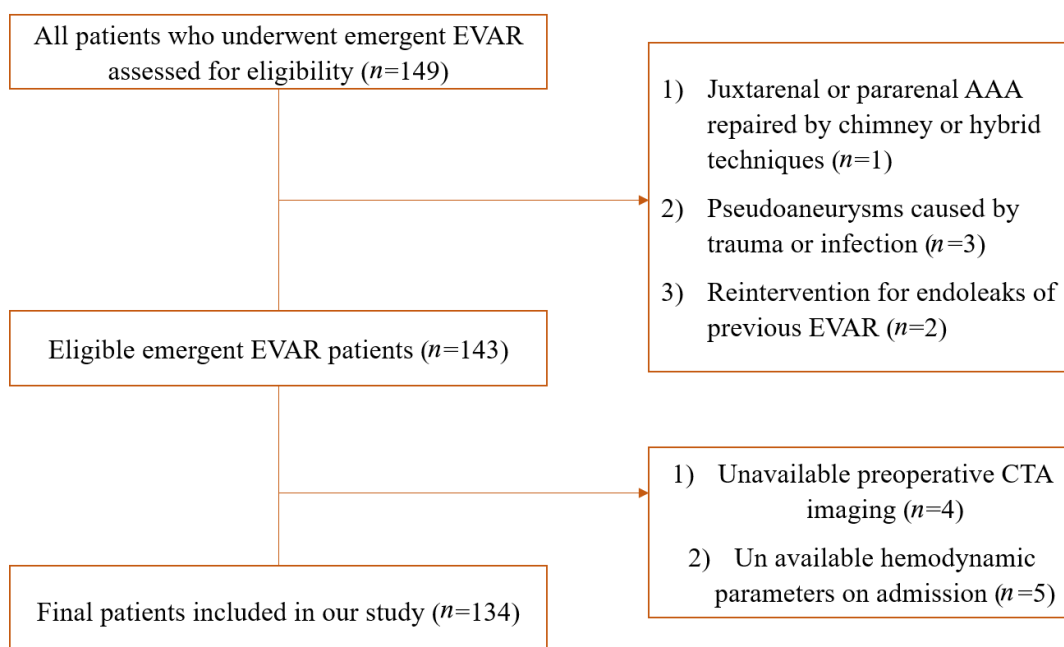 All patients who underwent emergent EVAR
assessed for eligibility (n=149)
1) Juxtarenal or pararenal AAA
repaired by chimney or hybrid
techniques (n=1)
2) Pseudoaneurysms caused by
trauma or infection (n=3)
3) Reintervention for endoleaks of
previous EVAR (n=2)
Eligible emergent EVAR patients (n=143)
1) Unavailable preoperative CTA
imaging (n=4)
2) Un available hemodynamic
parameters on admission (n=5)
Final patients included in our study (n=134)